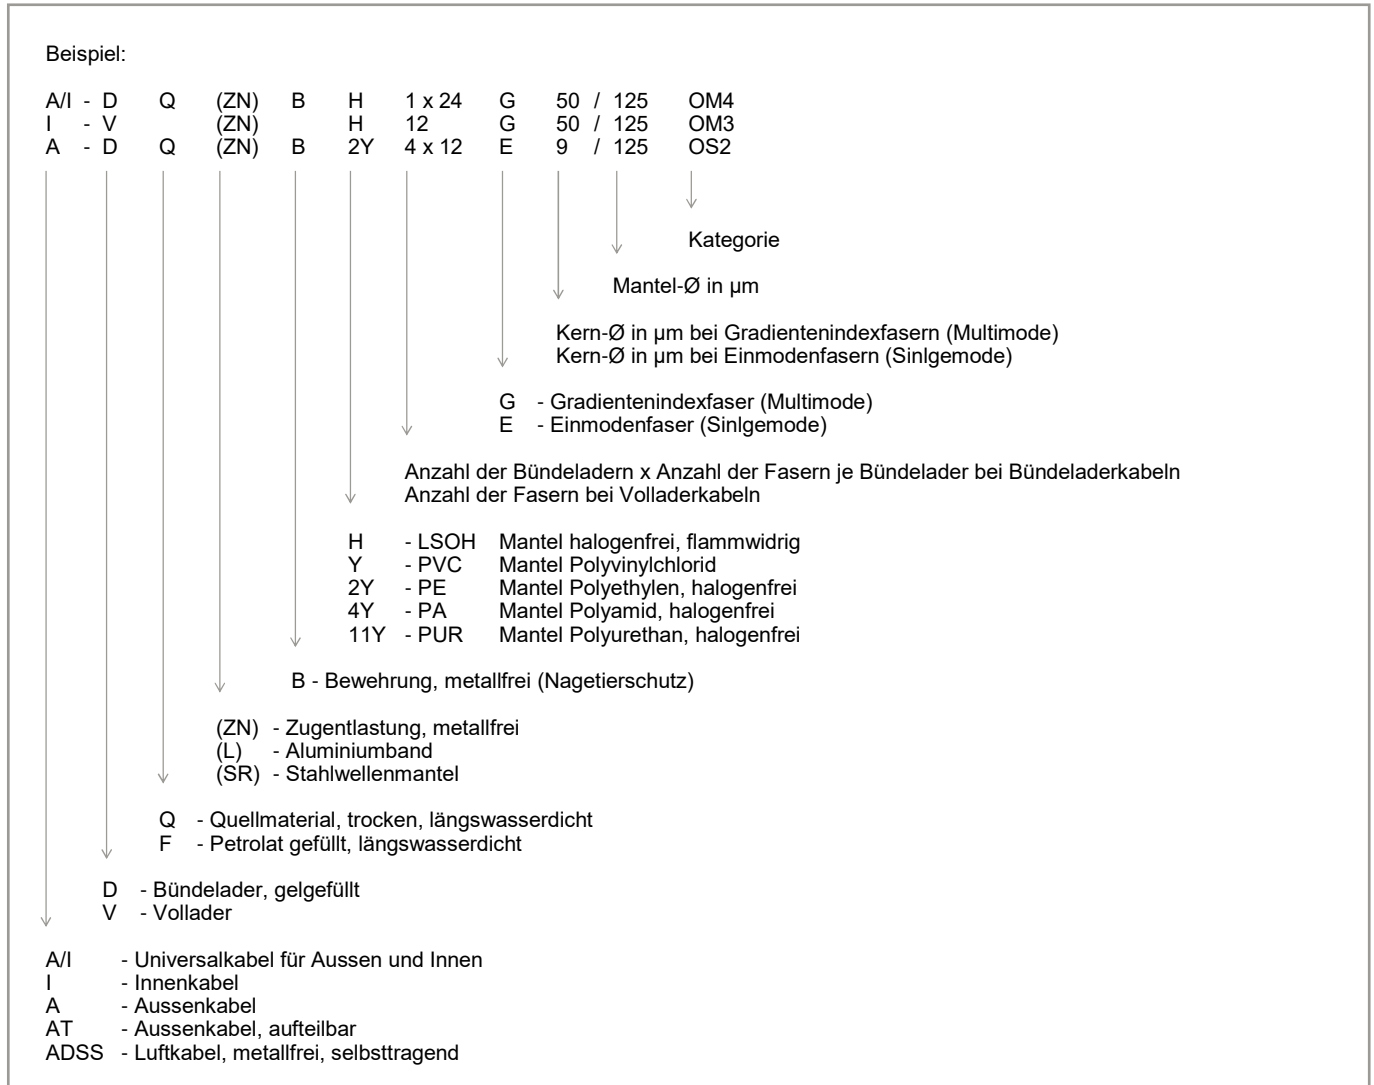 Beispiel:
A/I - D Q (ZN) B H 1 x 24 G 50 / 125 OM4
I - V (ZN) H 12 G 50 / 125 OM3
A - D Q (ZN) B 2Y 4 x 12 E 9 / 125 OS2
Kategorie
Mantel-Ø in µm
Kern-Ø in µm bei Gradientenindexfasern (Multimode)
Kern-Ø in µm bei Einmodenfasern (Sinlgemode)
G - Gradientenindexfaser (Multimode)
E - Einmodenfaser (Sinlgemode)
Anzahl der Bündeladern x Anzahl der Fasern je Bündelader bei Bündeladerkabeln
Anzahl der Fasern bei Volladerkabeln
H - LSOH Mantel halogenfrei, flammwidrig
Y - PVC Mantel Polyvinylchlorid
2Y - PE Mantel Polyethylen, halogenfrei
4Y - PA Mantel Polyamid, halogenfrei
11Y - PUR Mantel Polyurethan, halogenfrei
B - Bewehrung, metallfrei (Nagetierschutz)
(ZN) - Zugentlastung, metallfrei
(L) - Aluminiumband
(SR) - Stahlwellenmantel
Q - Quellmaterial, trocken, längswasserdicht
F - Petrolat gefüllt, längswasserdicht
D - Bündelader, gelgefüllt
V - Vollader
A/I - Universalkabel für Aussen und Innen
I - Innenkabel
A - Aussenkabel
AT - Aussenkabel, aufteilbar
ADSS - Luftkabel, metallfrei, selbsttragend